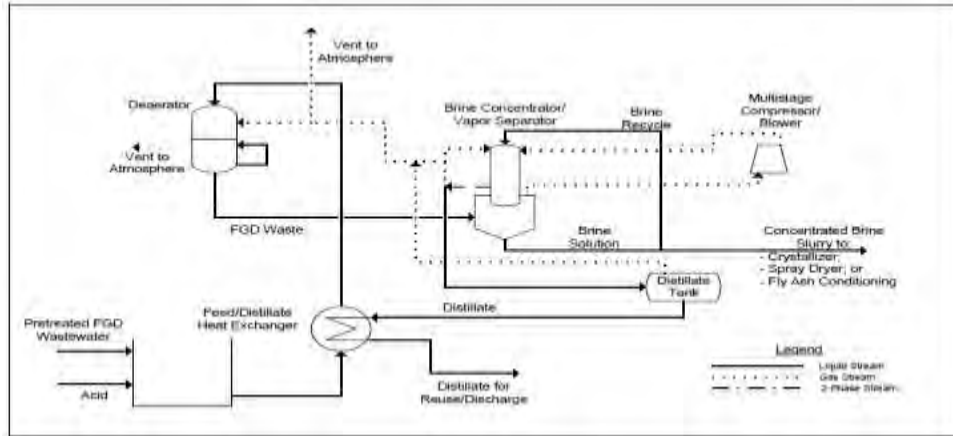 Vent to
Atmosphere
Deaerator
Vent to
Atmosphere
Brine Concentrator/
Vapor Separator
Brine
Recycle
Multistage
Compressor/
Blower
FGD Waste
Brine
Solution
Concentrated Brine
Slurry to:
- Crystallizer;
- Spray Dryer; or
- Fly Ash Conditioning
Distillate
Tank
Feed/Distillate
Heat Exchanger
Distillate
Pretreated FGD
Wastewater
Acid
Distillate for
Reuse/Discharge
Legend
Liquid Stream
Gas Stream
2-Phase Stream